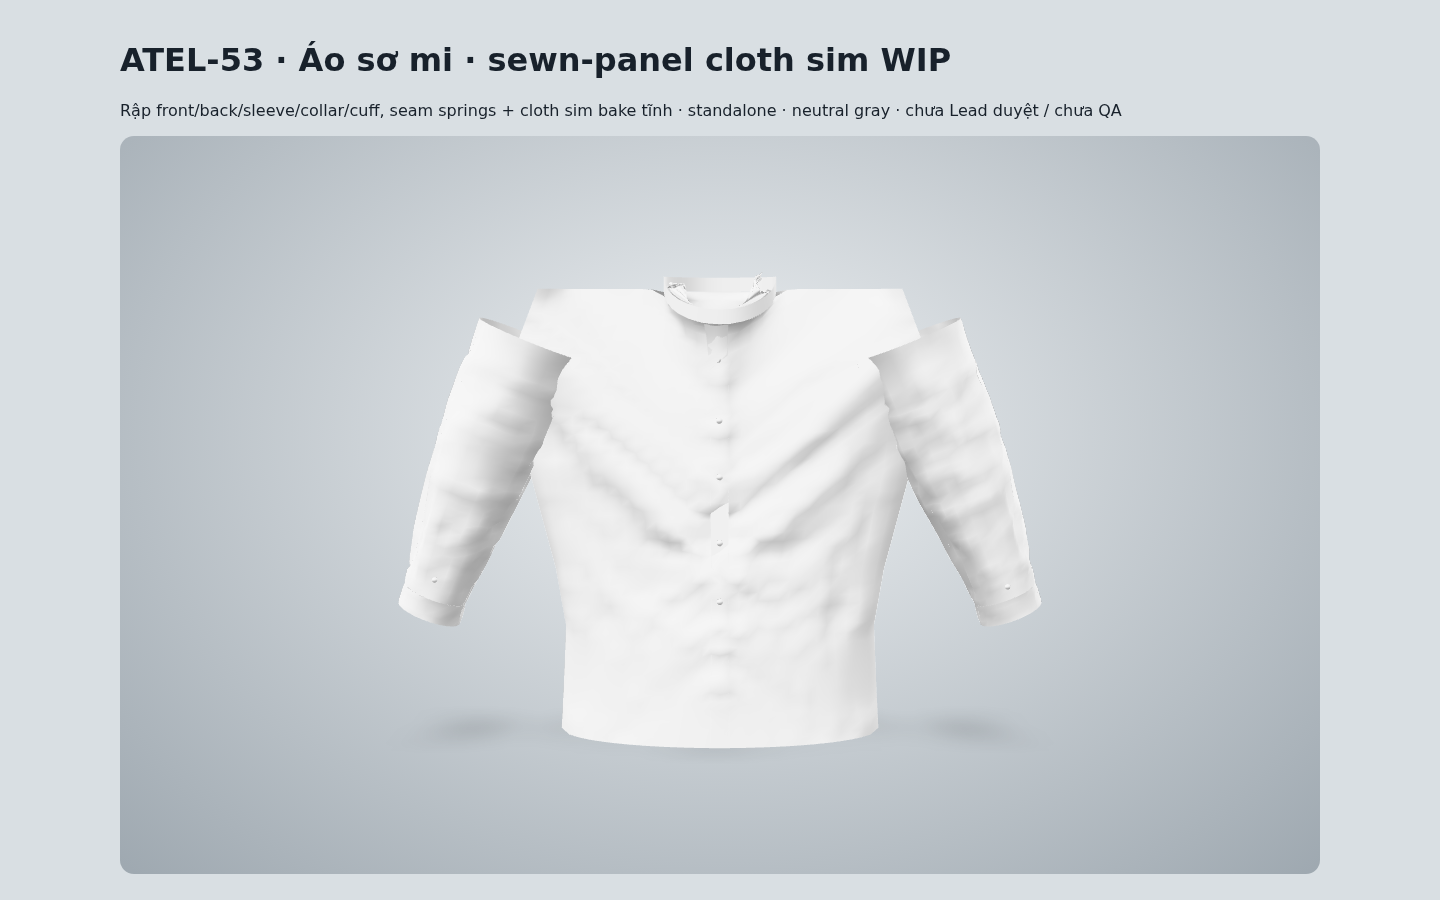 ATEL-53 · Áo sơ mi · sewn-panel cloth sim WIP
Rập front/back/sleeve/collar/cuff, seam springs + cloth sim bake tĩnh · standalone · neutral gray · chưa Lead duyệt / chưa QA